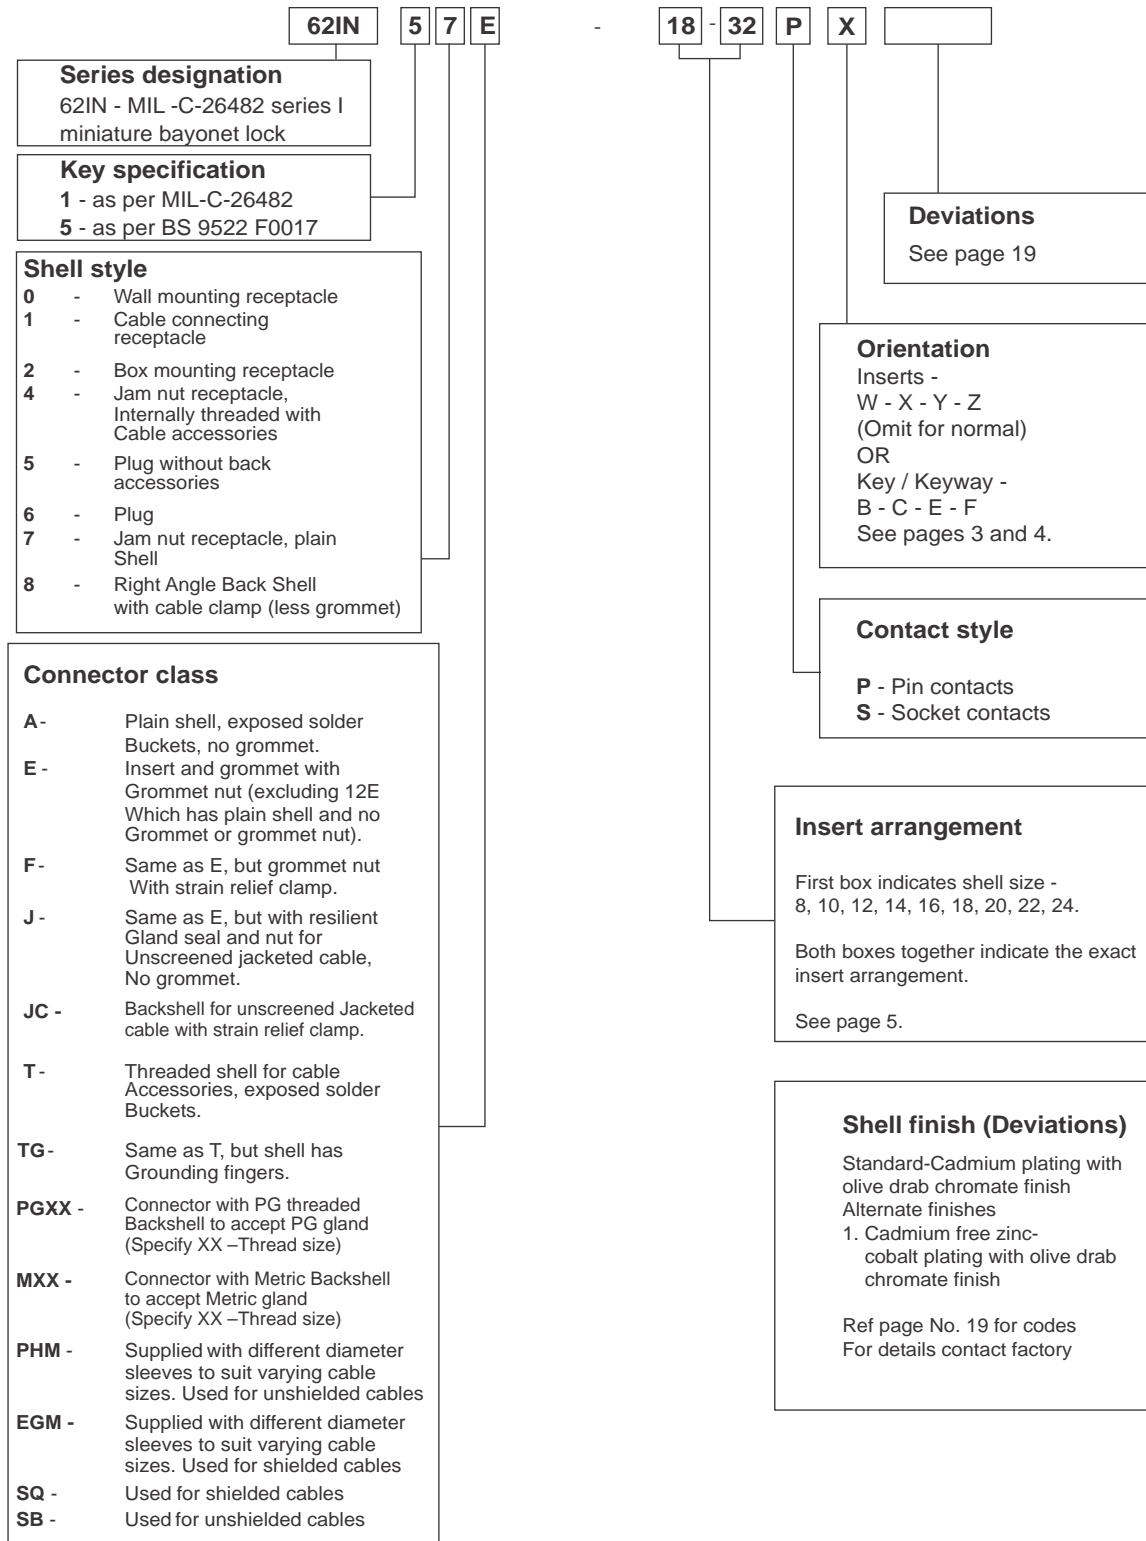 62IN 5 7 E - 18 - 32 P X
Series designation
62IN - MIL -C-26482 series I
miniature bayonet lock
Key specification
1 - as per MIL-C-26482
5 - as per BS 9522 F0017
Shell style
0 - Wall mounting receptacle
1 - Cable connecting
receptacle
2 - Box mounting receptacle
4 - Jam nut receptacle,
Internally threaded with
Cable accessories
5 - Plug without back
accessories
6 - Plug
7 - Jam nut receptacle, plain
Shell
8 - Right Angle Back Shell
with cable clamp (less grommet)
Connector class
A - Plain shell, exposed solder
Buckets, no grommet.
E - Insert and grommet with
Grommet nut (excluding 12E
Which has plain shell and no
Grommet or grommet nut).
F - Same as E, but grommet nut
With strain relief clamp.
J - Same as E, but with resilient
Gland seal and nut for
Unscreened jacketed cable,
No grommet.
JC - Backshell for unscreened Jacketed
cable with strain relief clamp.
T - Threaded shell for cable
Accessories, exposed solder
Buckets.
TG - Same as T, but shell has
Grounding fingers.
PGXX - Connector with PG threaded
Backshell to accept PG gland
(Specify XX –Thread size)
MXX - Connector with Metric Backshell
to accept Metric gland
(Specify XX –Thread size)
PHM - Supplied with different diameter
sleeves to suit varying cable
sizes. Used for unshielded cables
EGM - Supplied with different diameter
sleeves to suit varying cable
sizes. Used for shielded cables
SQ - Used for shielded cables
SB - Used for unshielded cables
Deviations
See page 19
Orientation
Inserts -
W - X - Y - Z
(Omit for normal)
OR
Key / Keyway -
B - C - E - F
See pages 3 and 4.
Contact style
P - Pin contacts
S - Socket contacts
Insert arrangement
First box indicates shell size -
8, 10, 12, 14, 16, 18, 20, 22, 24.
Both boxes together indicate the exact
insert arrangement.
See page 5.
Shell finish (Deviations)
Standard-Cadmium plating with
olive drab chromate finish
Alternate finishes
1. Cadmium free zinc-
cobalt plating with olive drab
chromate finish
Ref page No. 19 for codes
For details contact factory